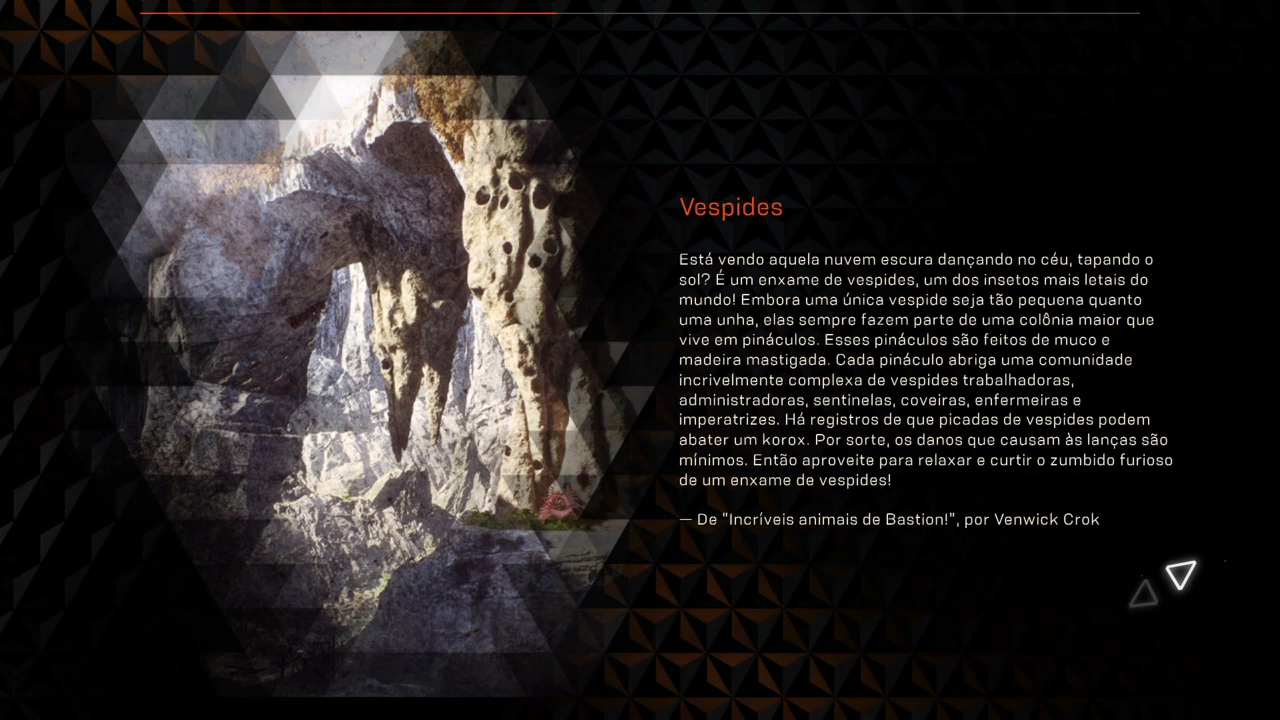 Vespides
Está vendo aquela nuvem escura dançando no céu, tapando o
sol? É um enxame de vespides, um dos insetos mais letais do
mundo! Embora uma única vespide seja tão pequena quanto
uma unha, elas sempre fazem parte de uma colônia maior que
vive em pináculos. Esses pináculos são feitos de muco e
madeira mastigada. Cada pináculo abriga uma comunidade
incrivelmente complexa de vespides trabalhadoras,
administradoras, sentinelas, coveiras, enfermeiras e
imperatrizes. Há registros de que picadas de vespides podem
abater um korox. Por sorte, os danos que causam às lanças são
mínimos. Então aproveite para relaxar e curtir o zumbido furioso
de um enxame de vespides!
— De "Incríveis animais de Bastion!", por Venwick Crok